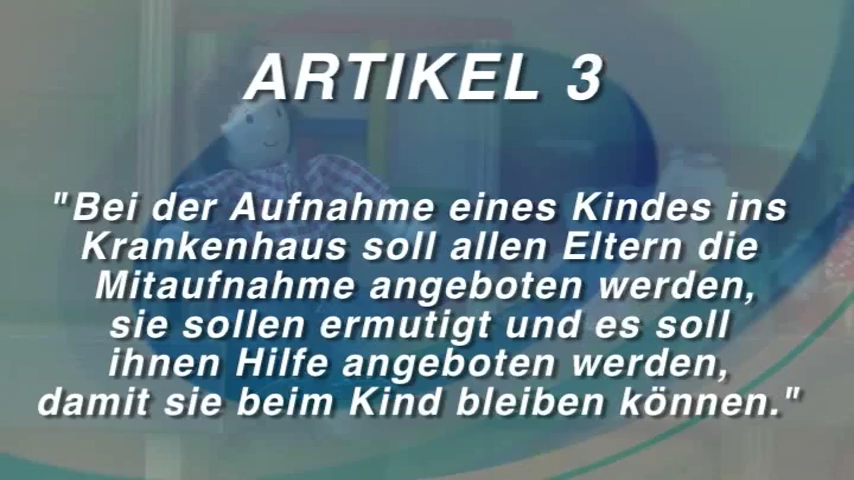 ARTIKEL 3
"Bei der Aufnahme eines Kindes ins
Krankenhaus soll allen Eltern die
Mitaufnahme angeboten werden,
sie sollen ermutigt und es soll
ihnen Hilfe angeboten werden,
damit sie beim Kind bleiben können."